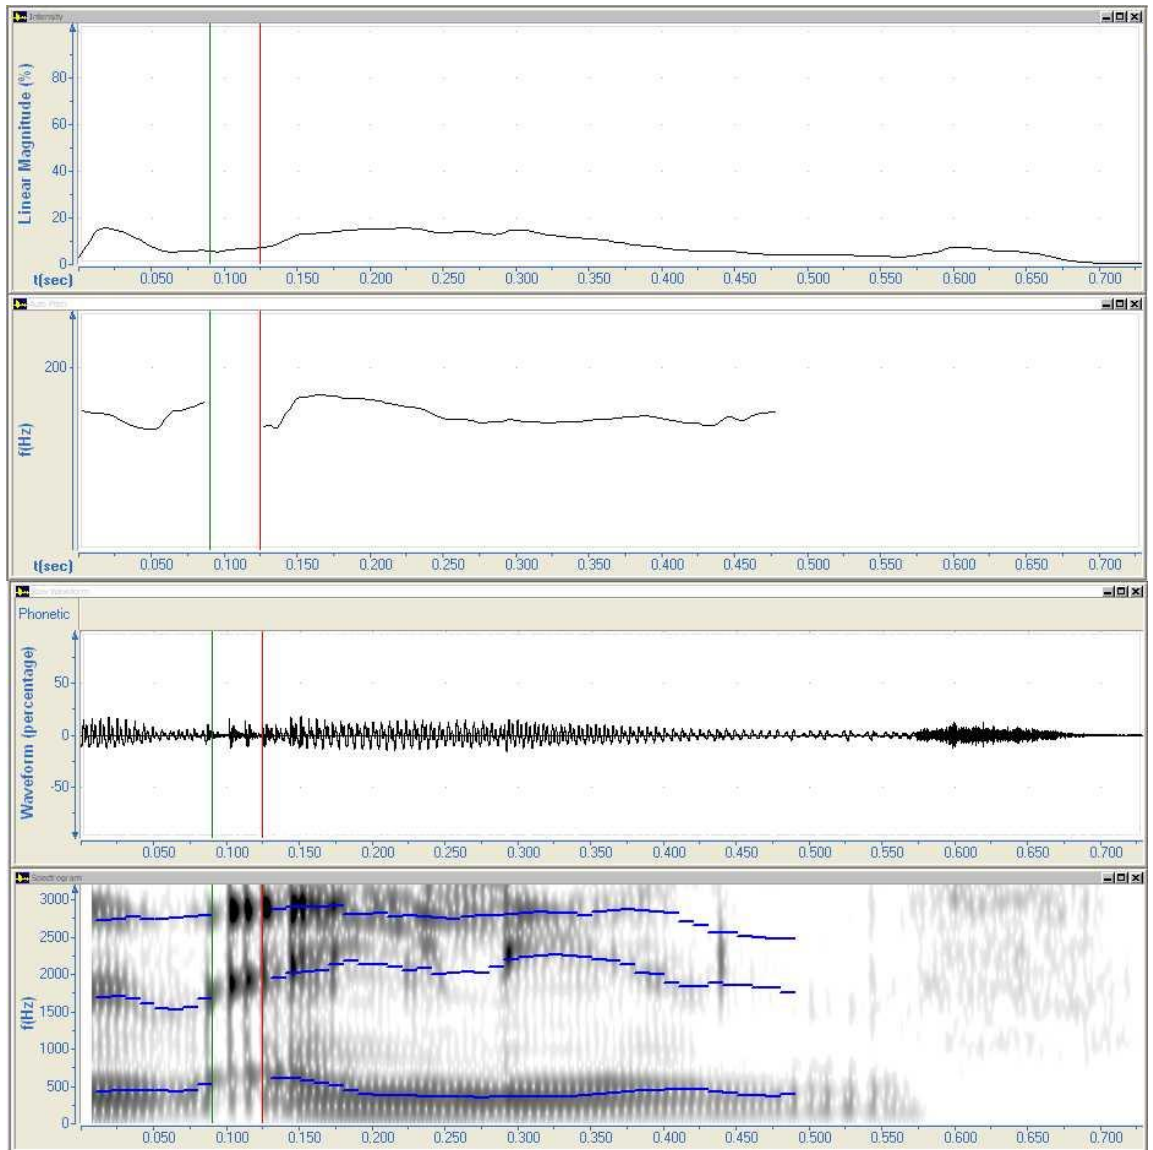 Intensity
Linear Magnitude (%)
80
60
40
20
0
t(sec) 0.050 0.100 0.150 0.200 0.250 0.300 0.350 0.400 0.450 0.500 0.550 0.600 0.650 0.700
Auto Pitch
f(Hz)
200
t(sec) 0.050 0.100 0.150 0.200 0.250 0.300 0.350 0.400 0.450 0.500 0.550 0.600 0.650 0.700
Raw Waveform
Phonetic
Waveform (percentage)
50
0
-50
0.050 0.100 0.150 0.200 0.250 0.300 0.350 0.400 0.450 0.500 0.550 0.600 0.650 0.700
Spectrogram
f(Hz)
3000
2500
2000
1500
1000
500
0
0.050 0.100 0.150 0.200 0.250 0.300 0.350 0.400 0.450 0.500 0.550 0.600 0.650 0.700